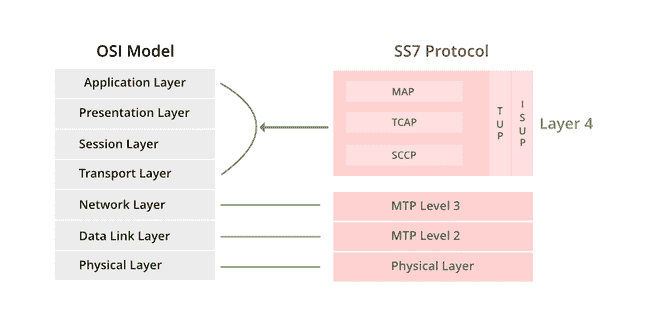 OSI Model
Application Layer
Presentation Layer
Session Layer
Transport Layer
Network Layer
Data Link Layer
Physical Layer
SS7 Protocol
MAP
TCAP
SCCP
TUP
ISUP
Layer 4
MTP Level 3
MTP Level 2
Physical Layer